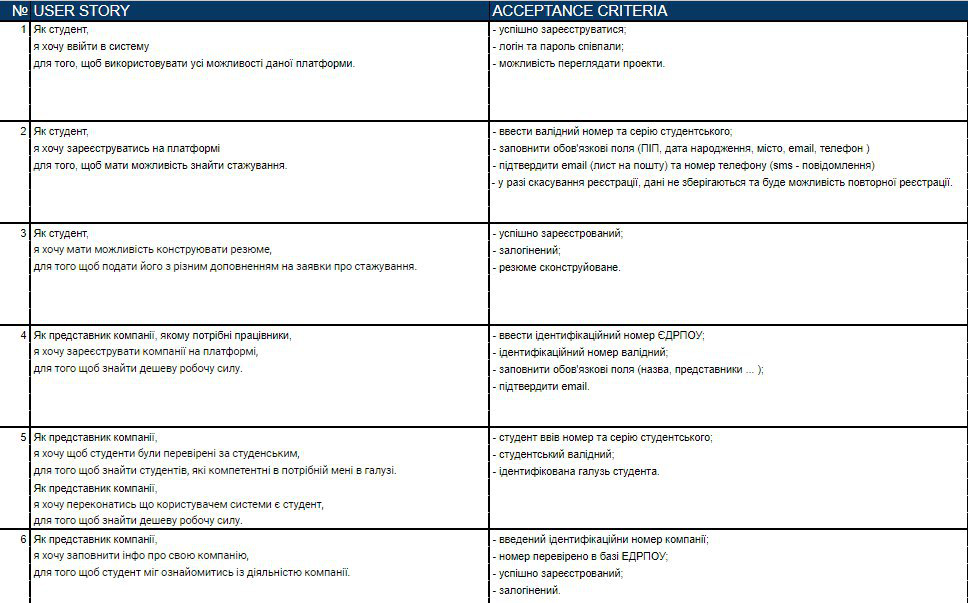 № USER STORY ACCEPTANCE CRITERIA
1 Як студент, - успішно зареєструватися;
я хочу ввійти в систему - логін та пароль співпали;
для того, щоб використовувати усі можливості даної платформи. - можливість переглядати проекти.
2 Як студент, - ввести валідний номер та серію студентського;
я хочу зареєструватись на платформі - заповнити обов'язкові поля (ПІП, дата народження, місто, email, телефон )
для того, щоб мати можливість знайти стажування. - підтвердити email (лист на пошту) та номер телефону (sms - повідомлення)
- у разі скасування реєстрації, дані не зберігаються та буде можливість повторної реєстрації.
3 Як студент, - успішно зареєстрований;
я хочу мати можливість конструювати резюме, - залогінений;
для того щоб подати його з різним доповненням на заявки про стажування. - резюме сконструйоване.
4 Як представник компанії, якому потрібні працівники, - ввести ідентифікаційний номер ЄДРПОУ;
я хочу зареєструвати компанії на платформі, - ідентифікаційний номер валідний;
для того щоб знайти дешеву робочу силу. - заповнити обов'язкові поля (назва, представники ... );
- підтвердити email.
5 Як представник компанії, - студент ввів номер та серію студентського;
я хочу щоб студенти були перевірені за студенським, - студентський валідний;
для того щоб знайти студентів, які компетентні в потрібній мені в галузі. - ідентифікована галузь студента.
Як представник компанії,
я хочу переконатись що користувачем системи є студент,
для того щоб знайти дешеву робочу силу.
6 Як представник компанії, - введений ідентифікаційни номер компанії;
я хочу заповнити інфо про свою компанію, - номер перевірено в базі ЕДРПОУ;
для того щоб студент міг ознайомитись із діяльністю компанії. - успішно зареєстрований;
- залогінений.